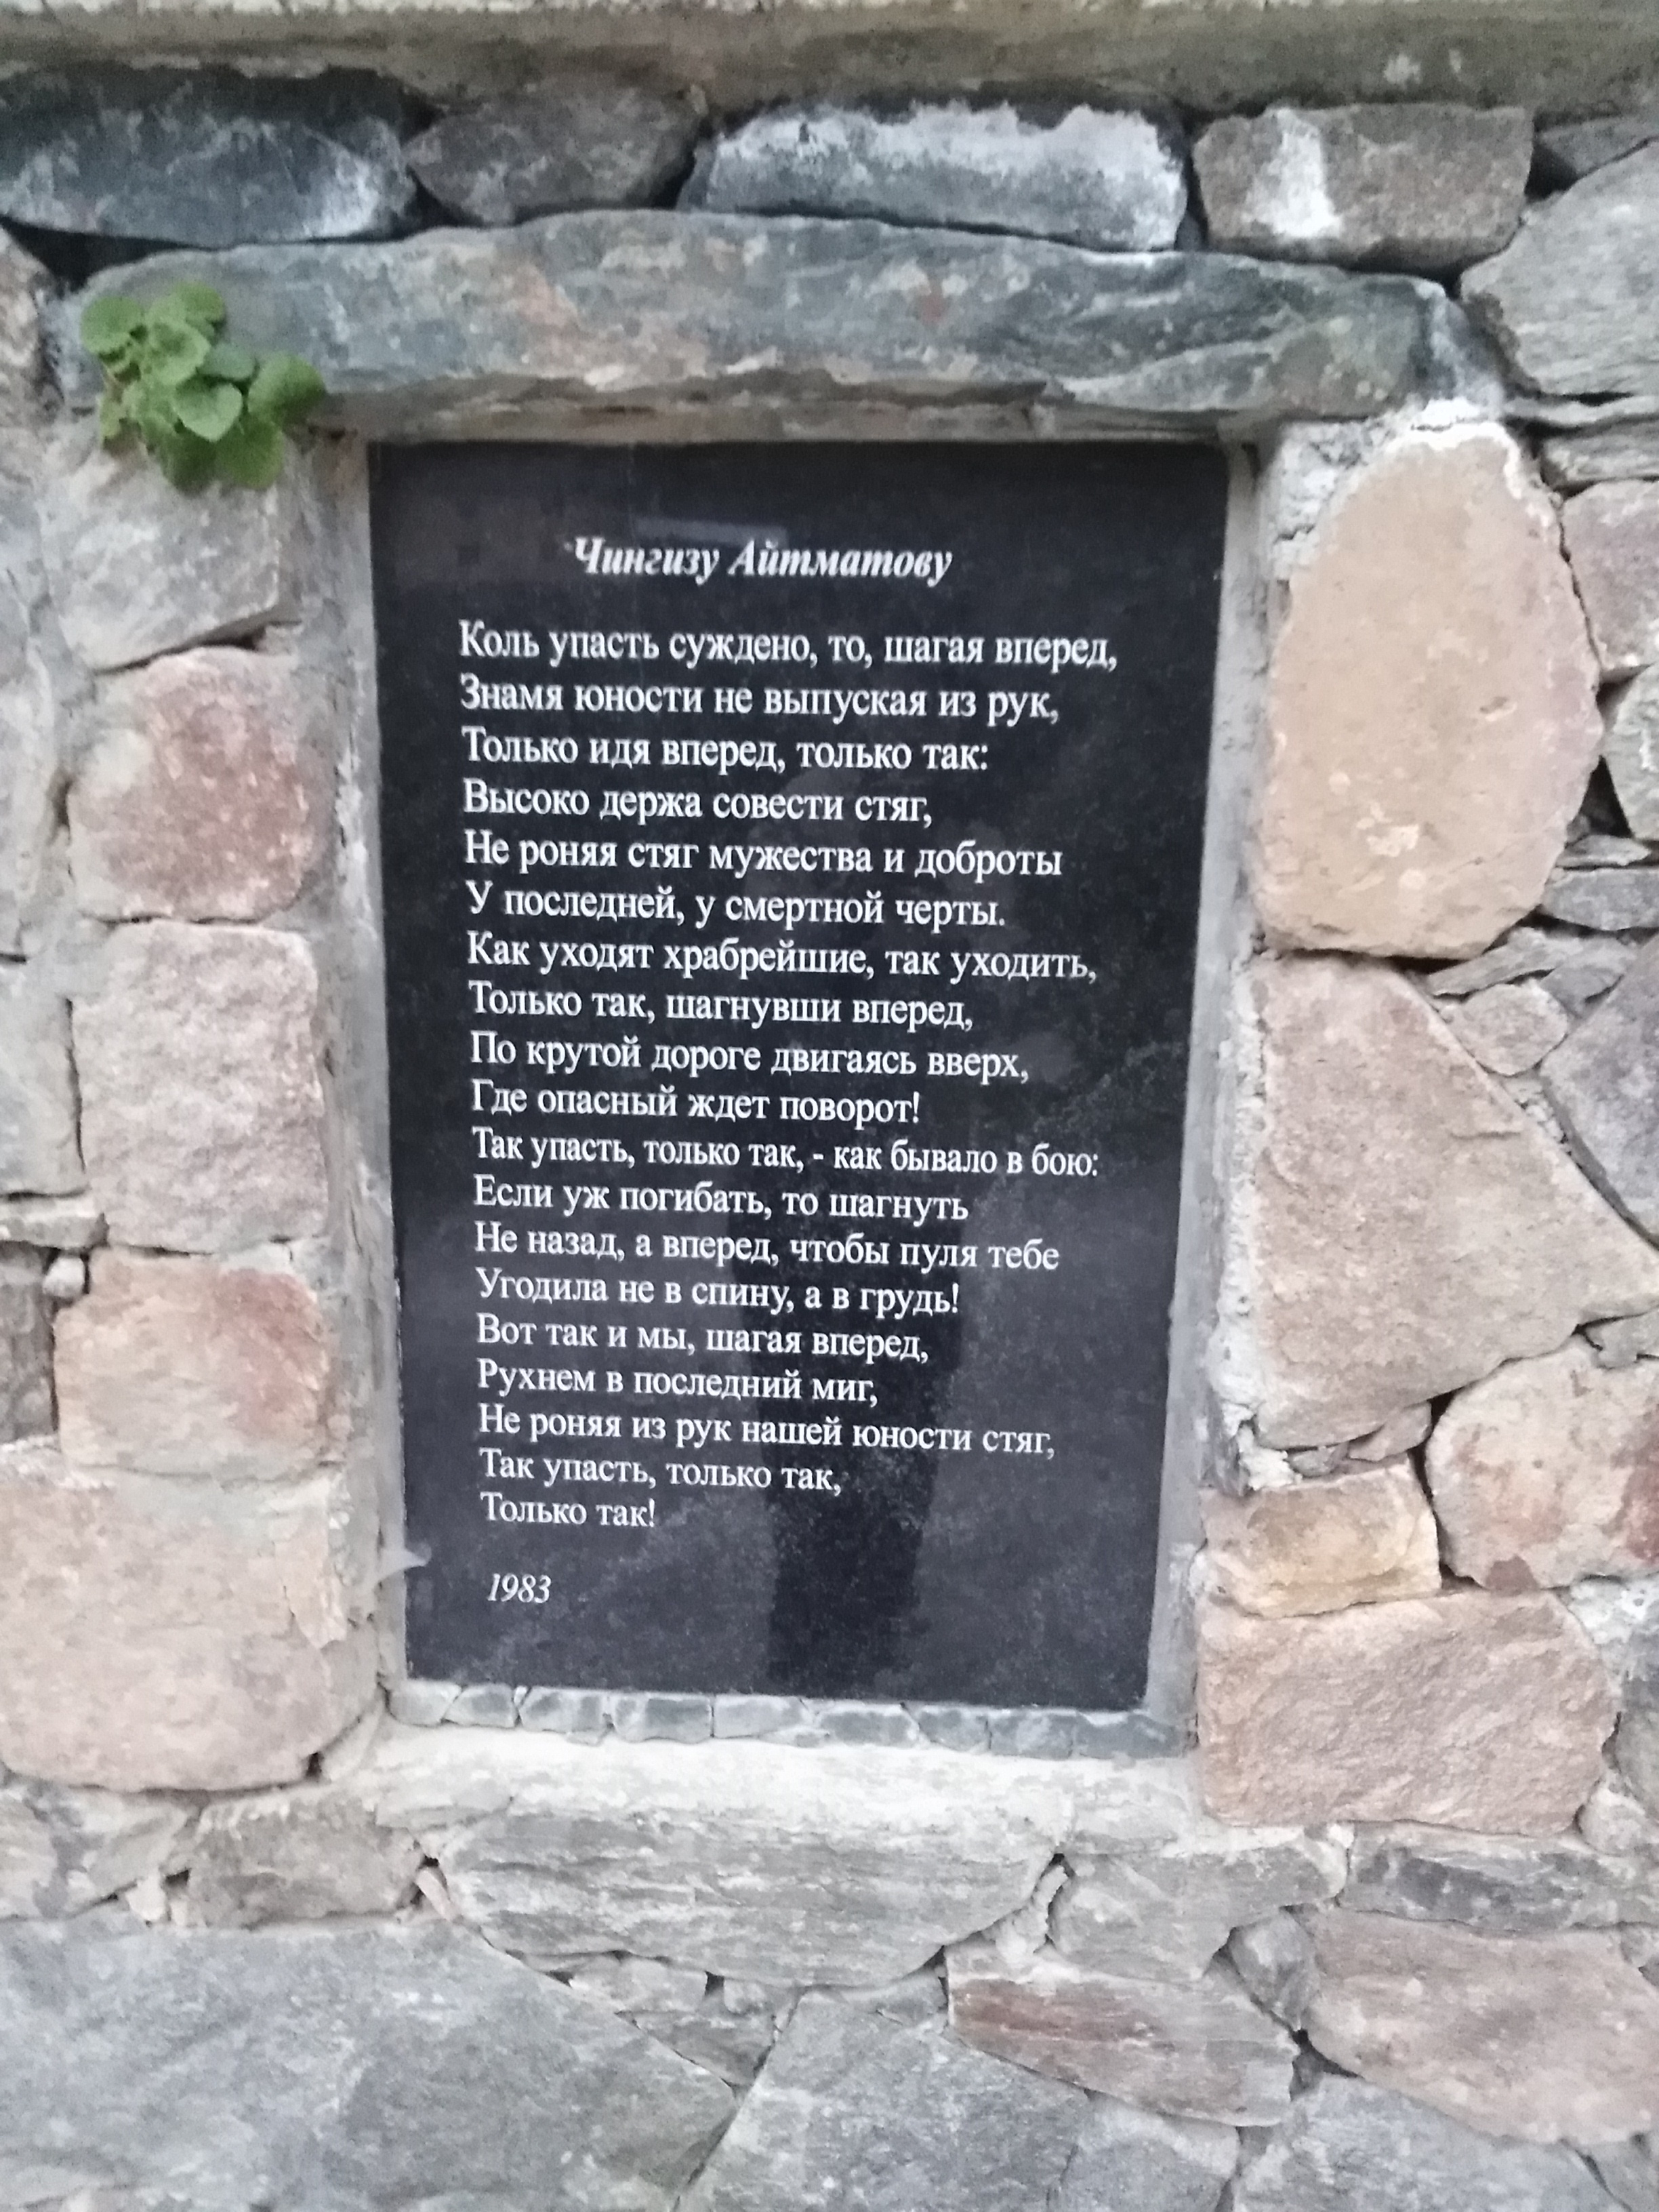 Чингизу Айтматову
Коль упасть суждено, то, шагая вперед,
Знамя юности не выпуская из рук,
Только идя вперед, только так:
Высоко держа совести стяг,
Не роняя стяг мужества и доброты
У последней, у смертной черты.
Как уходят храбрейшие, так уходить,
Только так, шагнувши вперед,
По крутой дороге двигаясь вверх,
Где опасный ждет поворот!
Так упасть, только так, - как бывало в бою:
Если уж погибать, то шагнуть
Не назад, а вперед, чтобы пуля тебе
Угодила не в спину, а в грудь!
Вот так и мы, шагая вперед,
Рухнем в последний миг,
Не роняя из рук нашей юности стяг,
Так упасть, только так,
Только так!
1983